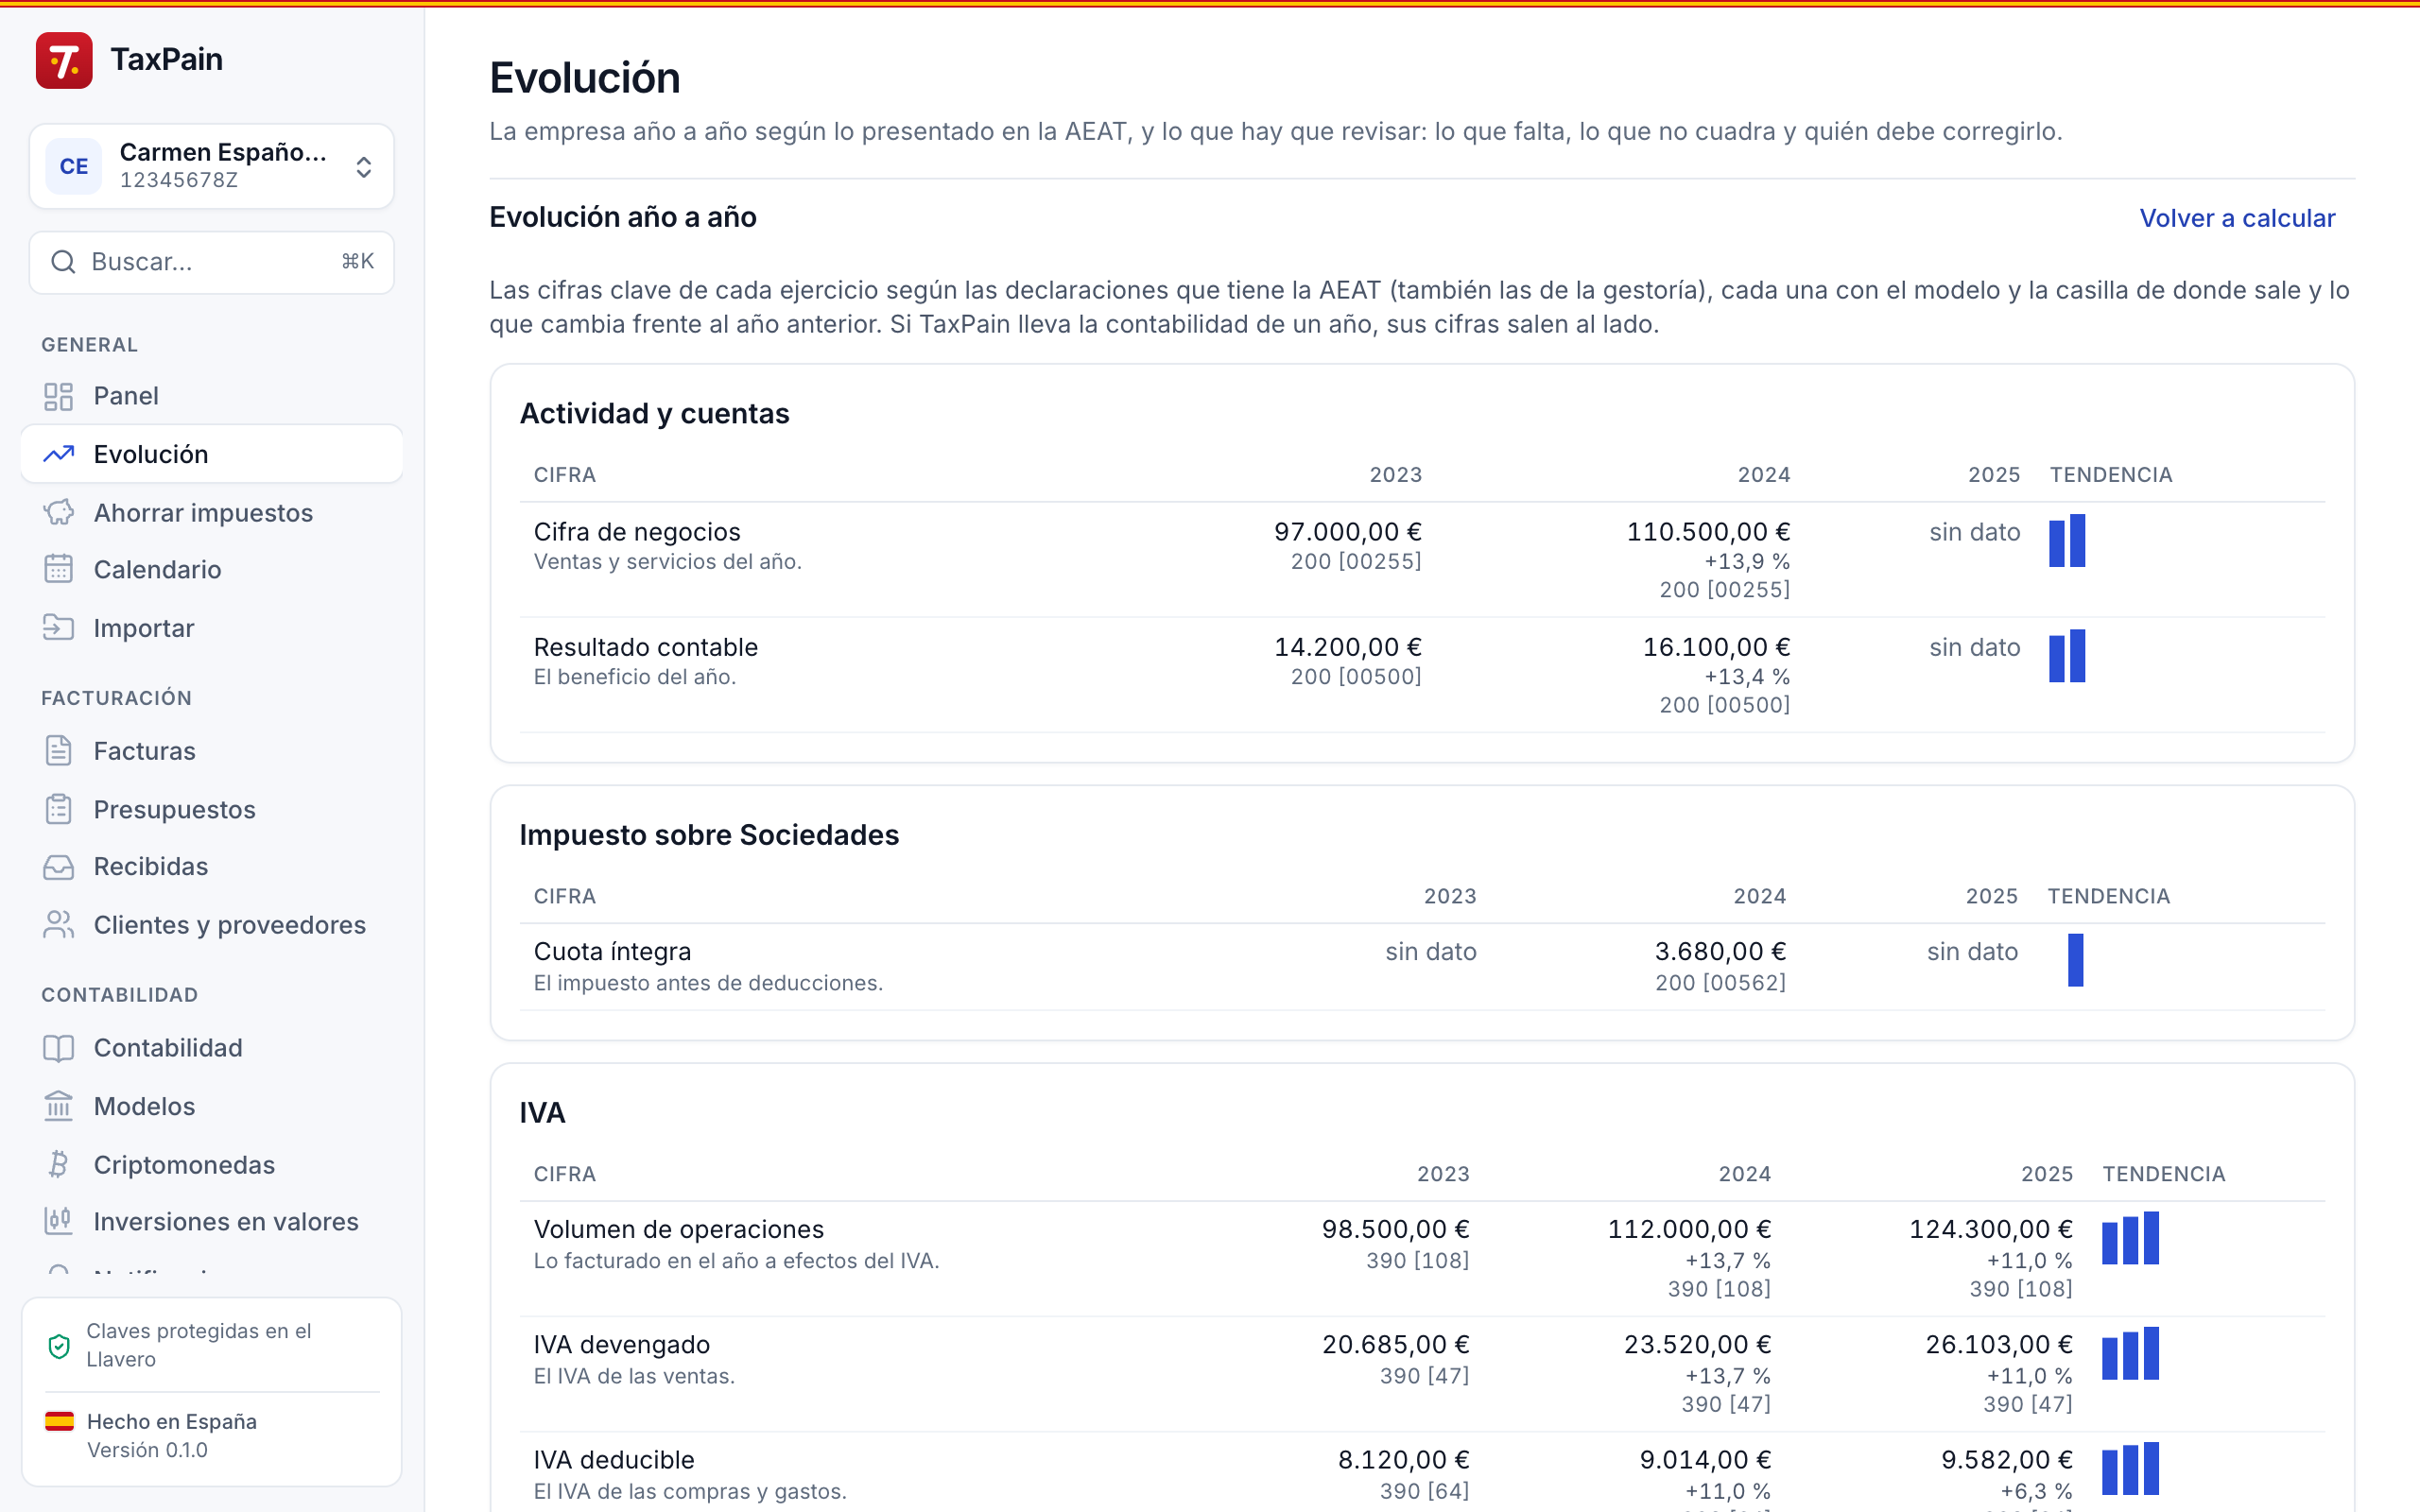 TaxPain
CE
Carmen Españo...
12345678Z
Buscar...
⌘K
GENERAL
Panel
Evolución
Ahorrar impuestos
Calendario
Importar
FACTURACIÓN
Facturas
Presupuestos
Recibidas
Clientes y proveedores
CONTABILIDAD
Contabilidad
Modelos
Criptomonedas
Inversiones en valores
Claves protegidas en el
Llavero
Hecho en España
Versión 0.1.0
Evolución
La empresa año a año según lo presentado en la AEAT, y lo que hay que revisar: lo que falta, lo que no cuadra y quién debe corregirlo.
Evolución año a año
Volver a calcular
Las cifras clave de cada ejercicio según las declaraciones que tiene la AEAT (también las de la gestoría), cada una con el modelo y la casilla de donde sale y lo
que cambia frente al año anterior. Si TaxPain lleva la contabilidad de un año, sus cifras salen al lado.
Actividad y cuentas
CIFRA 2023 2024 2025 TENDENCIA
Cifra de negocios 97.000,00 € 110.500,00 € sin dato
Ventas y servicios del año. 200 [00255] +13,9 %
200 [00255]
Resultado contable 14.200,00 € 16.100,00 € sin dato
El beneficio del año. 200 [00500] +13,4 %
200 [00500]
Impuesto sobre Sociedades
CIFRA 2023 2024 2025 TENDENCIA
Cuota íntegra sin dato 3.680,00 € sin dato
El impuesto antes de deducciones. 200 [00562]
IVA
CIFRA 2023 2024 2025 TENDENCIA
Volumen de operaciones 98.500,00 € 112.000,00 € 124.300,00 €
Lo facturado en el año a efectos del IVA. 390 [108] +13,7 % +11,0 %
390 [108] 390 [108]
IVA devengado 20.685,00 € 23.520,00 € 26.103,00 €
El IVA de las ventas. 390 [47] +13,7 % +11,0 %
390 [47] 390 [47]
IVA deducible 8.120,00 € 9.014,00 € 9.582,00 €
El IVA de las compras y gastos. 390 [64] +11,0 % +6,3 %